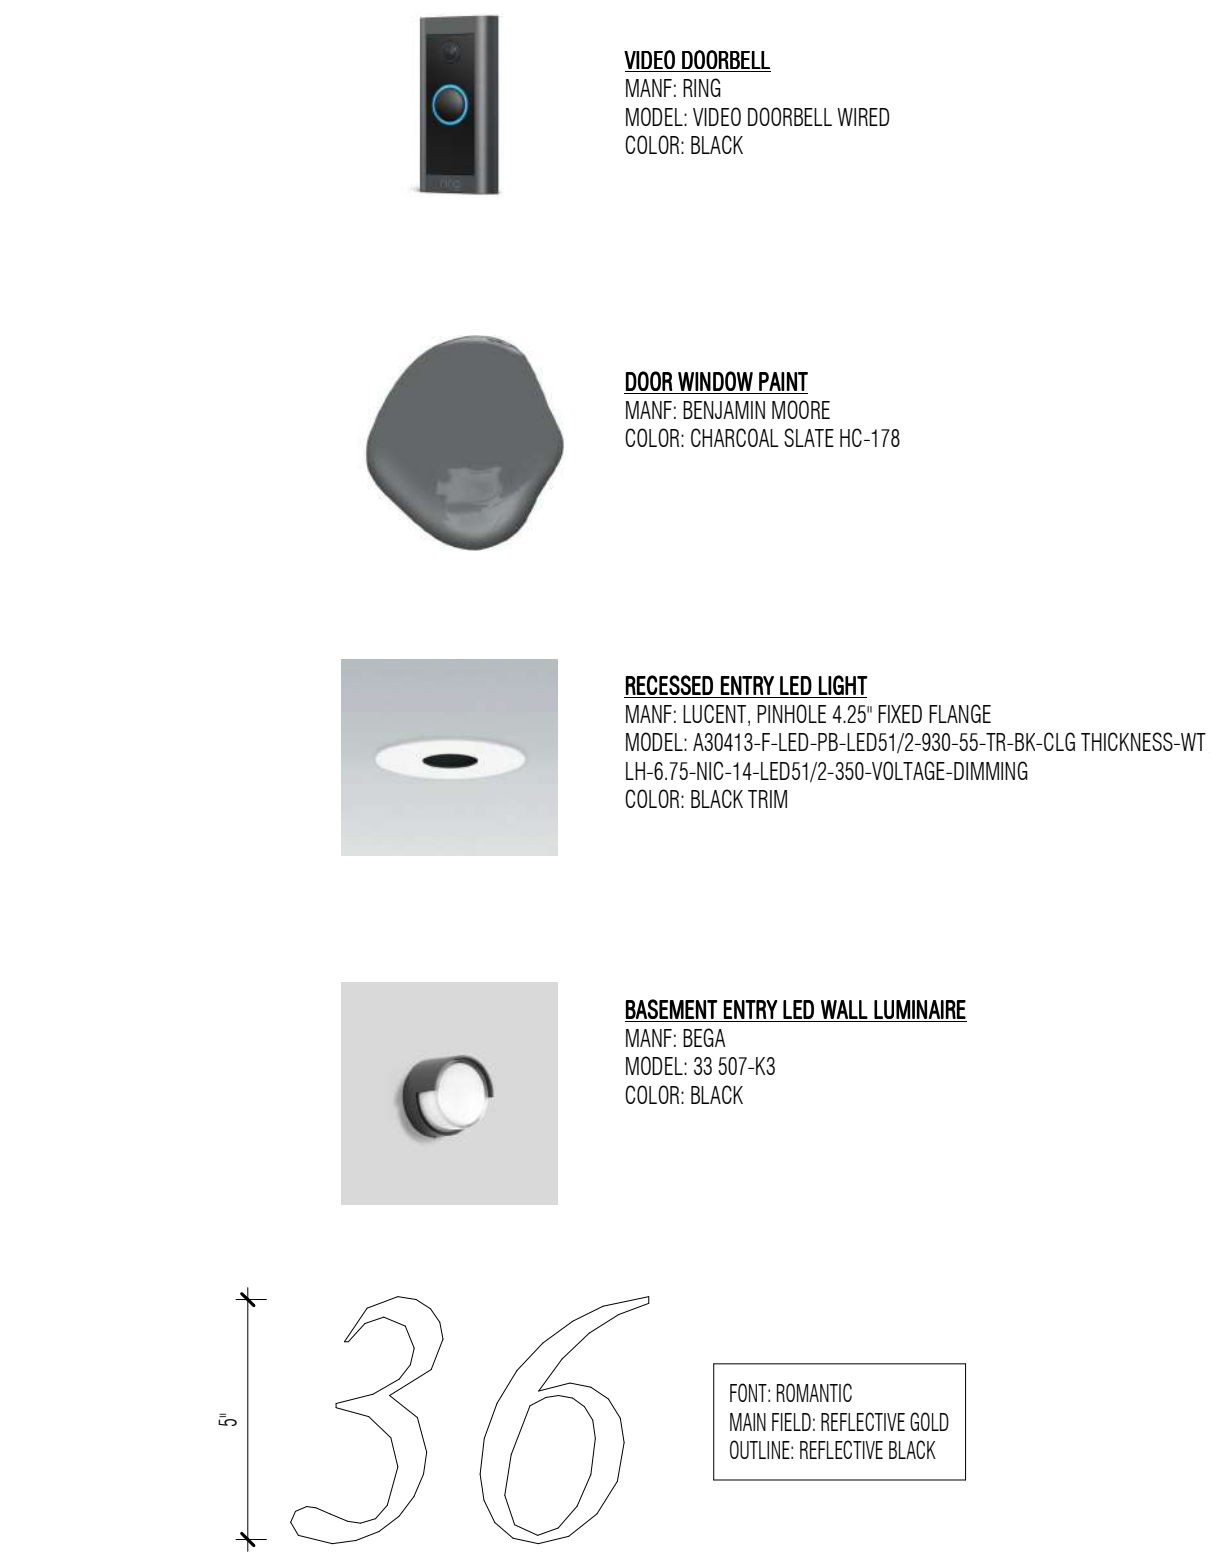 ring
VIDEO DOORBELL
MANF: RING
MODEL: VIDEO DOORBELL WIRED
COLOR: BLACK
DOOR WINDOW PAINT
MANF: BENJAMIN MOORE
COLOR: CHARCOAL SLATE HC-178
RECESSED ENTRY LED LIGHT
MANF: LUCENT, PINHOLE 4.25" FIXED FLANGE
MODEL: A30413-F-LED-PB-LED51/2-930-55-TR-BK-CLG THICKNESS-WT
LH-6.75-NIC-14-LED51/2-350-VOLTAGE-DIMMING
COLOR: BLACK TRIM
BASEMENT ENTRY LED WALL LUMINAIRE
MANF: BEGA
MODEL: 33 507-K3
COLOR: BLACK
5"
36
FONT: ROMANTIC
MAIN FIELD: REFLECTIVE GOLD
OUTLINE: REFLECTIVE BLACK